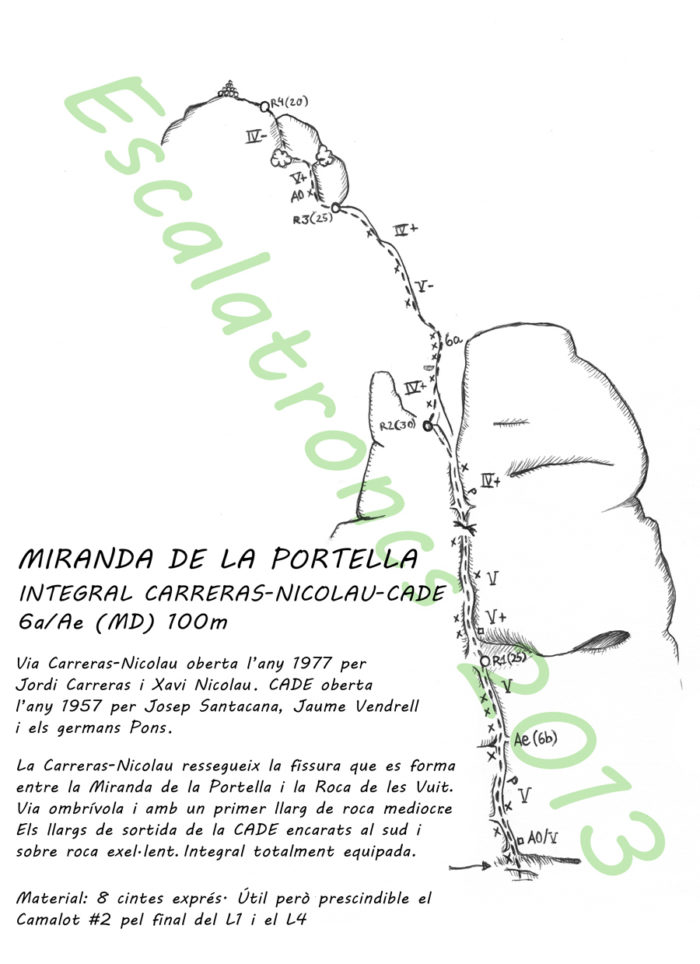 R4(20)
IV-
V+
A0
R3(25)
IV+
V-
6a
IV+
R2(30)
IV+
V
V+
R1(25)
V
Ae(6b)
V
A0/V
MIRANDA DE LA PORTELLA
INTEGRAL CARRERAS-NICOLAU-CADE
6a/Ae (MD) 100m
Via Carreras-Nicolau oberta l'any 1977 per
Jordi Carreras i Xavi Nicolau. CADE oberta
l'any 1957 per Josep Santacana, Jaume Vendrell
i els germans Pons.
La Carreras-Nicolau ressegueix la fissura que es forma
entre la Miranda de la Portella i la Roca de les Vuit.
Via ombrívola i amb un primer llarg de roca mediocre
Els llargs de sortida de la CADE encarats al sud i
sobre roca exel·lent. Integral totalment equipada.
Material: 8 cintes exprés· Útil però prescindible el
Camalot #2 pel final del L1 i el L4
Escalatroncs 2013